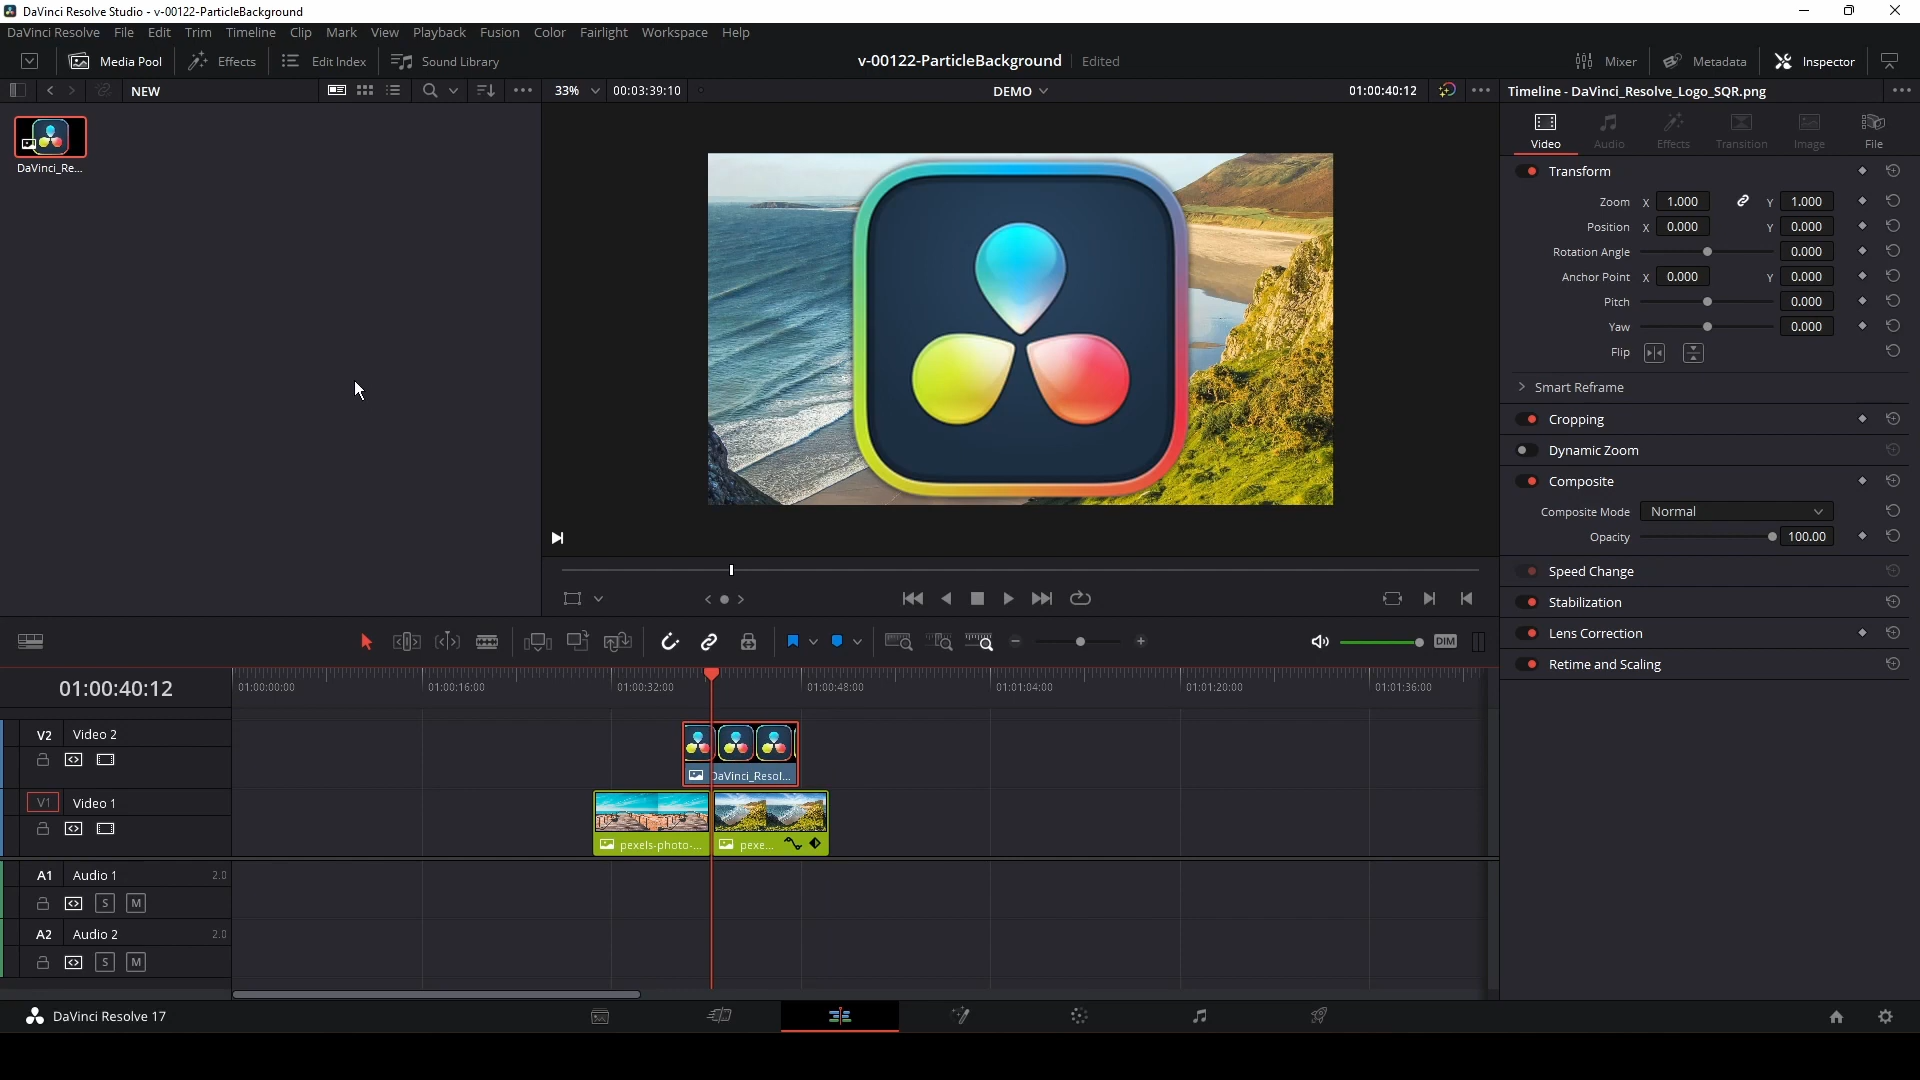 DaVinci Resolve Studio - v-00122-ParticleBackground
DaVinci Resolve File Edit Trim Timeline Clip Mark View Playback Fusion Color Fairlight Workspace Help
Media Pool Effects Edit Index Sound Library v-00122-ParticleBackground Edited Mixer Metadata Inspector
NEW 33% 00:03:39:10 DEMO 01:00:40:12 Timeline - DaVinci_Resolve_Logo_SQR.png
DaVinci_Re...
Video Audio Effects Transition Image File
Transform
Zoom X 1.000 Y 1.000
Position X 0.000 Y 0.000
Rotation Angle 0.000
Anchor Point X 0.000 Y 0.000
Pitch 0.000
Yaw 0.000
Flip
Smart Reframe
Cropping
Dynamic Zoom
Composite
Composite Mode Normal
Opacity 100.00
Speed Change
Stabilization
Lens Correction
Retime and Scaling
DIM
01:00:40:12
01:00:00:00 01:00:16:00 01:00:32:00 01:00:48:00 01:01:04:00 01:01:20:00 01:01:36:00
V2 Video 2
DaVinci_Resol...
V1 Video 1
pexels-photo-... pexe...
A1 Audio 1 2.0
S M
A2 Audio 2 2.0
S M
DaVinci Resolve 17